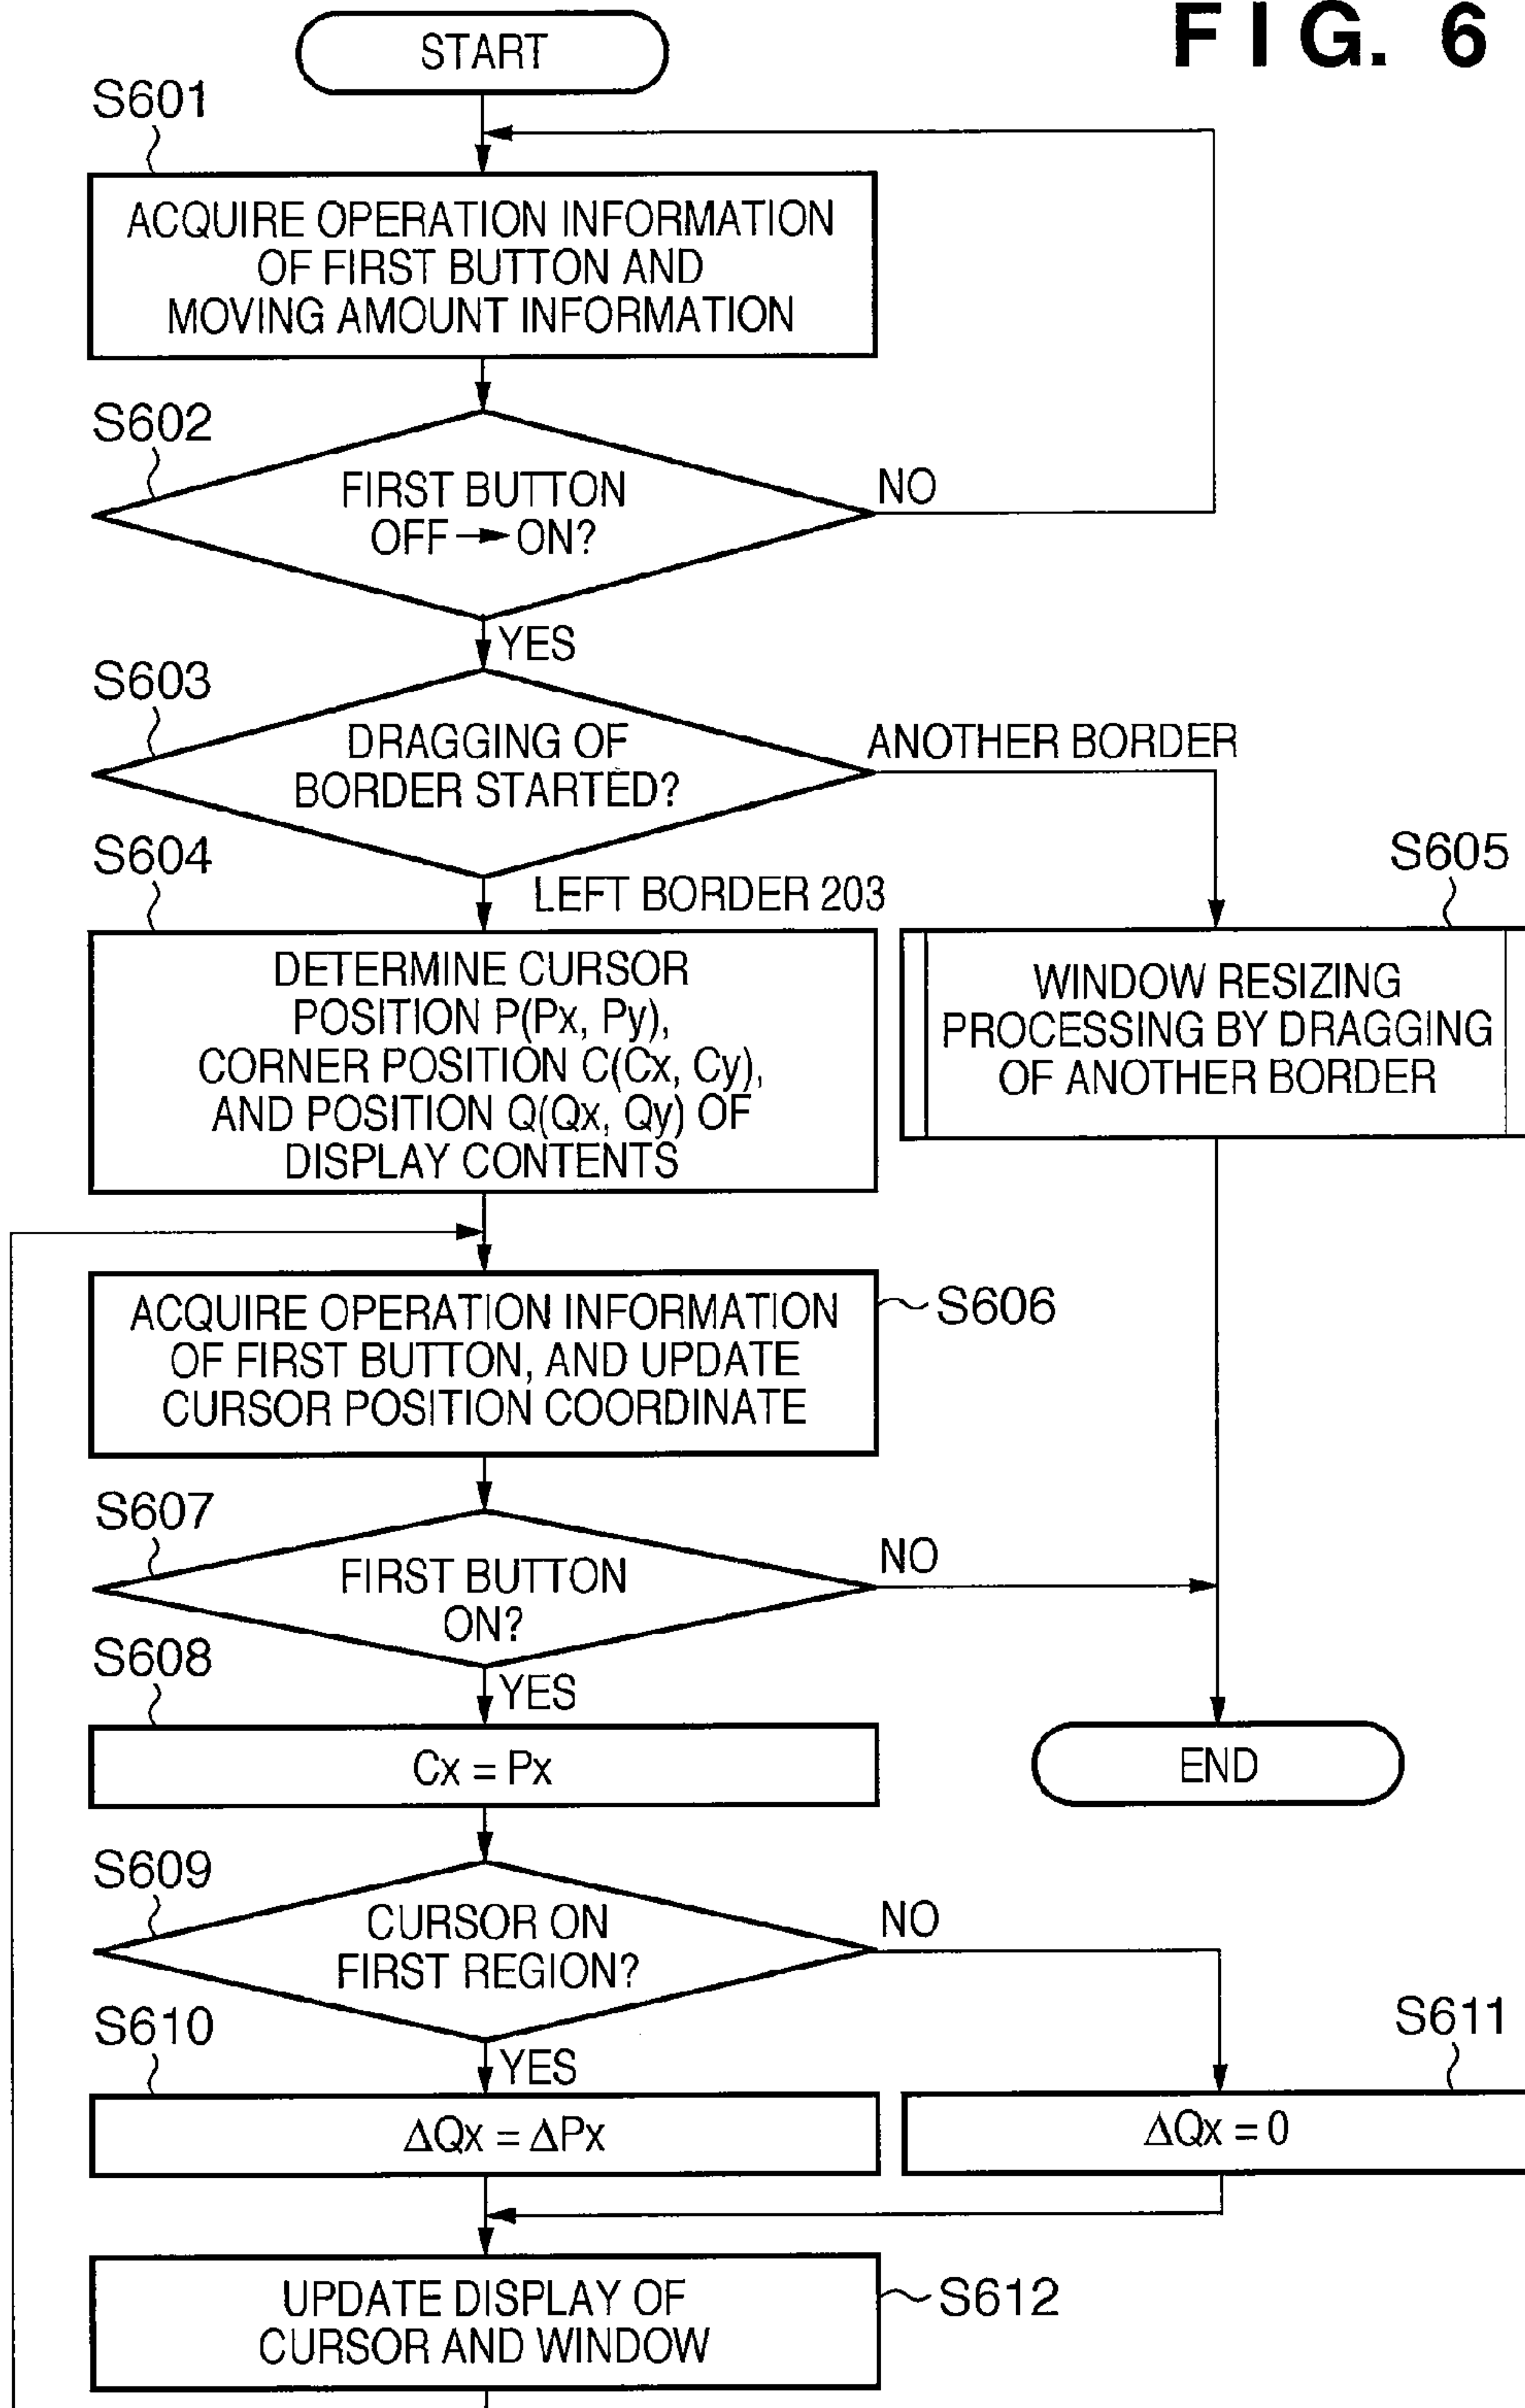 FIG. 6
START
S601
ACQUIRE OPERATION INFORMATION
OF FIRST BUTTON AND
MOVING AMOUNT INFORMATION
S602
FIRST BUTTON
OFF → ON?
NO
YES
S603
DRAGGING OF
BORDER STARTED?
ANOTHER BORDER
S604
LEFT BORDER 203
S605
DETERMINE CURSOR
POSITION P(Px, Py),
CORNER POSITION C(Cx, Cy),
AND POSITION Q(Qx, Qy) OF
DISPLAY CONTENTS
WINDOW RESIZING
PROCESSING BY DRAGGING
OF ANOTHER BORDER
ACQUIRE OPERATION INFORMATION
OF FIRST BUTTON, AND UPDATE
CURSOR POSITION COORDINATE
S606
S607
FIRST BUTTON
ON?
NO
S608
YES
Cx = Px
END
S609
CURSOR ON
FIRST REGION?
NO
S610
YES
S611
ΔQx = ΔPx
ΔQx = 0
UPDATE DISPLAY OF
CURSOR AND WINDOW
S612